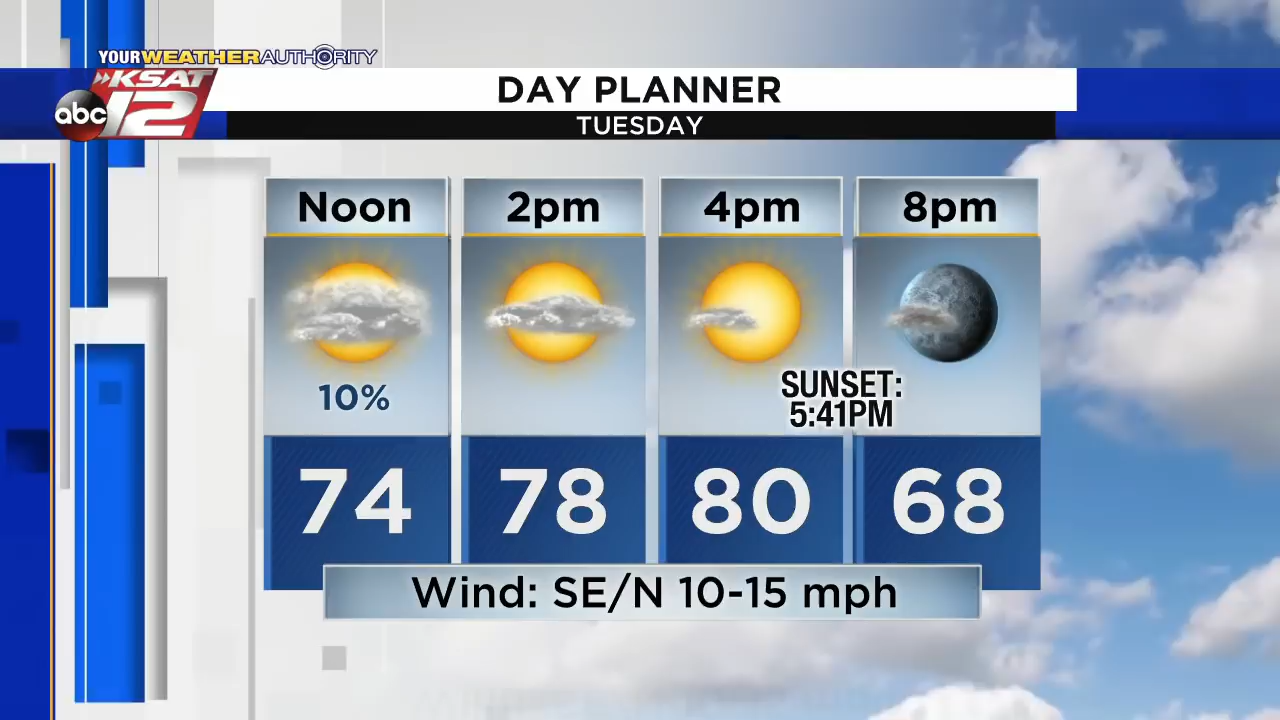 YOURWEATHERAUTHORITY
KSAT
abc 12
DAY PLANNER
TUESDAY
Noon 2pm 4pm 8pm
10%
SUNSET:
5:41PM
74 78 80 68
Wind: SE/N 10-15 mph